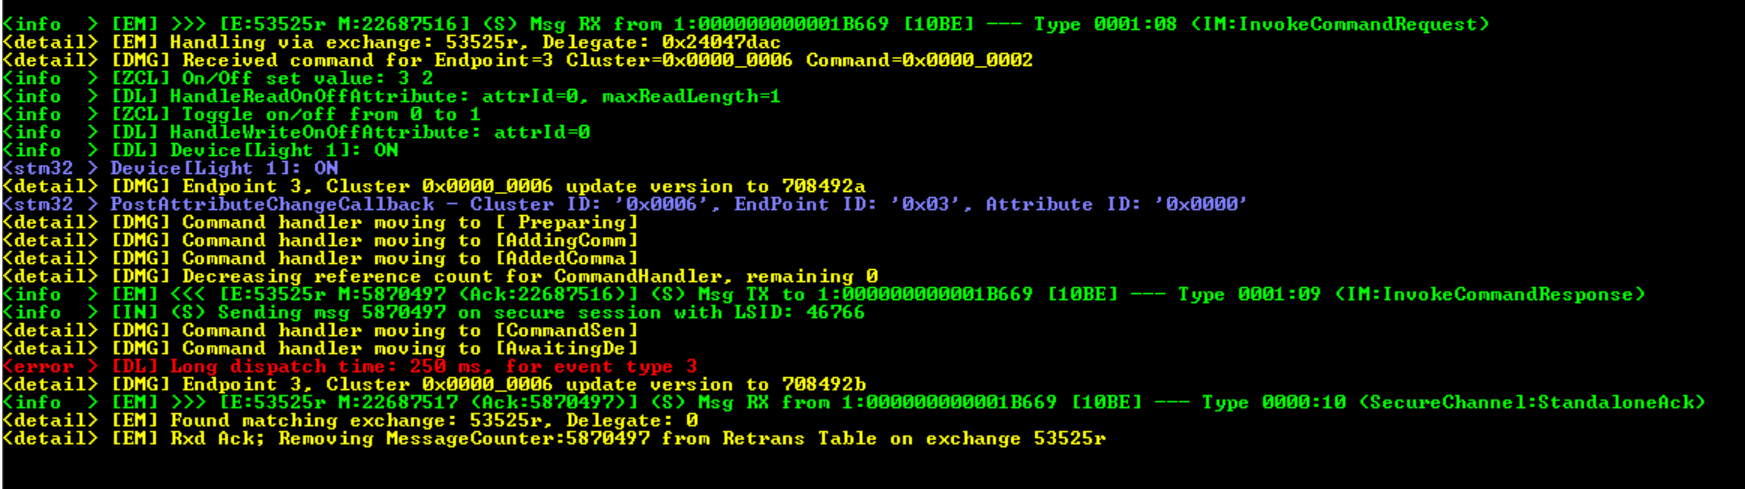 <info  > [EM] >>> [E:53525r M:22687516] (S) Msg RX from 1:000000000001B669 [10BE] --- Type 0001:08 (IM:InvokeCommandRequest)
<detail> [EM] Handling via exchange: 53525r, Delegate: 0x24047dac
<detail> [DMG] Received command for Endpoint=3 Cluster=0x0000_0006 Command=0x0000_0002
<info  > [ZCL] On/Off set value: 3 2
<info  > [DL] HandleReadOnOffAttribute: attrId=0, maxReadLength=1
<info  > [ZCL] Toggle on/off from 0 to 1
<info  > [DL] HandleWriteOnOffAttribute: attrId=0
<info  > [DL] Device[Light 1]: ON
<stm32 > Device[Light 1]: ON
<detail> [DMG] Endpoint 3, Cluster 0x0000_0006 update version to 708492a
<stm32 > PostAttributeChangeCallback - Cluster ID: '0x0006', EndPoint ID: '0x03', Attribute ID: '0x0000'
<detail> [DMG] Command handler moving to [ Preparing]
<detail> [DMG] Command handler moving to [AddingComm]
<detail> [DMG] Command handler moving to [AddedComma]
<detail> [DMG] Decreasing reference count for CommandHandler, remaining 0
<info  > [EM] <<< [E:53525r M:5870497 (Ack:22687516)] (S) Msg TX to 1:000000000001B669 [10BE] --- Type 0001:09 (IM:InvokeCommandResponse)
<info  > [IN] (S) Sending msg 5870497 on secure session with LSID: 46766
<detail> [DMG] Command handler moving to [CommandSen]
<detail> [DMG] Command handler moving to [AwaitingDe]
<error > [DL] Long dispatch time: 250 ms, for event type 3
<detail> [DMG] Endpoint 3, Cluster 0x0000_0006 update version to 708492b
<info  > [EM] >>> [E:53525r M:22687517 (Ack:5870497)] (S) Msg RX from 1:000000000001B669 [10BE] --- Type 0000:10 (SecureChannel:StandaloneAck)
<detail> [EM] Found matching exchange: 53525r, Delegate: 0
<detail> [EM] Rxd Ack; Removing MessageCounter:5870497 from Retrans Table on exchange 53525r